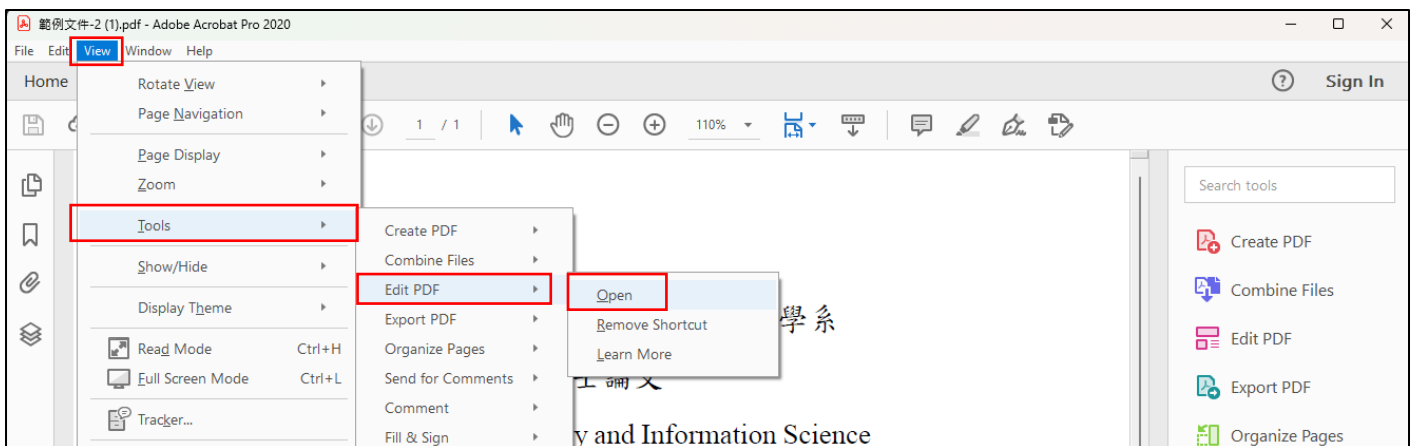 範例文件-2 (1).pdf - Adobe Acrobat Pro 2020
File Edit View Window Help
Home
? Sign In
Rotate View
Page Navigation
1 / 1
110%
Page Display
Zoom
Search tools
Tools
Create PDF
Create PDF
Show/Hide
Combine Files
Edit PDF
Open
Combine Files
Display Theme
Export PDF
Remove Shortcut
學系
Edit PDF
Read Mode Ctrl+H
Organize Pages
Learn More
Full Screen Mode Ctrl+L
Send for Comments
論文
Export PDF
Tracker...
Comment
Fill & Sign
y and Information Science
Organize Pages